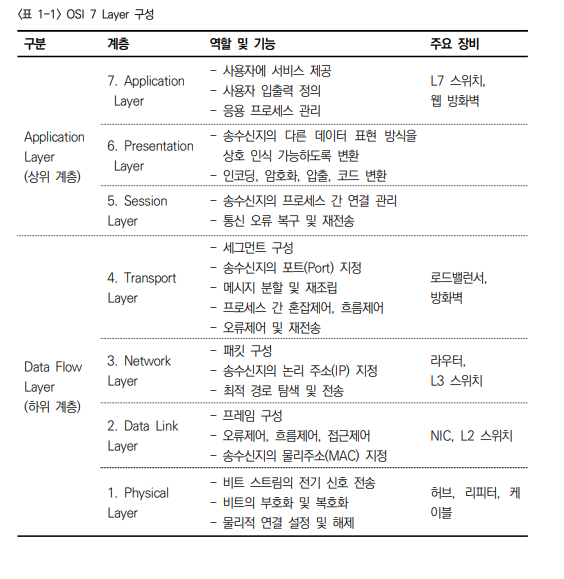 <표 1-1> OSI 7 Layer 구성
구분 계층 역할 및 기능 주요 장비
Application
Layer
(상위 계층)
7. Application
Layer
- 사용자에 서비스 제공
- 사용자 입출력 정의
- 응용 프로세스 관리
L7 스위치,
웹 방화벽
6. Presentation
Layer
- 송수신지의 다른 데이터 표현 방식을
상호 인식 가능하도록 변환
- 인코딩, 암호화, 압출, 코드 변환
5. Session
Layer
- 송수신지의 프로세스 간 연결 관리
- 통신 오류 복구 및 재전송
Data Flow
Layer
(하위 계층)
4. Transport
Layer
- 세그먼트 구성
- 송수신지의 포트(Port) 지정
- 메시지 분할 및 재조립
- 프로세스 간 혼잡제어, 흐름제어
- 오류제어 및 재전송
로드밸런서,
방화벽
3. Network
Layer
- 패킷 구성
- 송수신지의 논리 주소(IP) 지정
- 최적 경로 탐색 및 전송
라우터,
L3 스위치
2. Data Link
Layer
- 프레임 구성
- 오류제어, 흐름제어, 접근제어
- 송수신지의 물리주소(MAC) 지정
NIC, L2 스위치
1. Physical
Layer
- 비트 스트림의 전기 신호 전송
- 비트의 부호화 및 복호화
- 물리적 연결 설정 및 해제
허브, 리피터, 케
이블